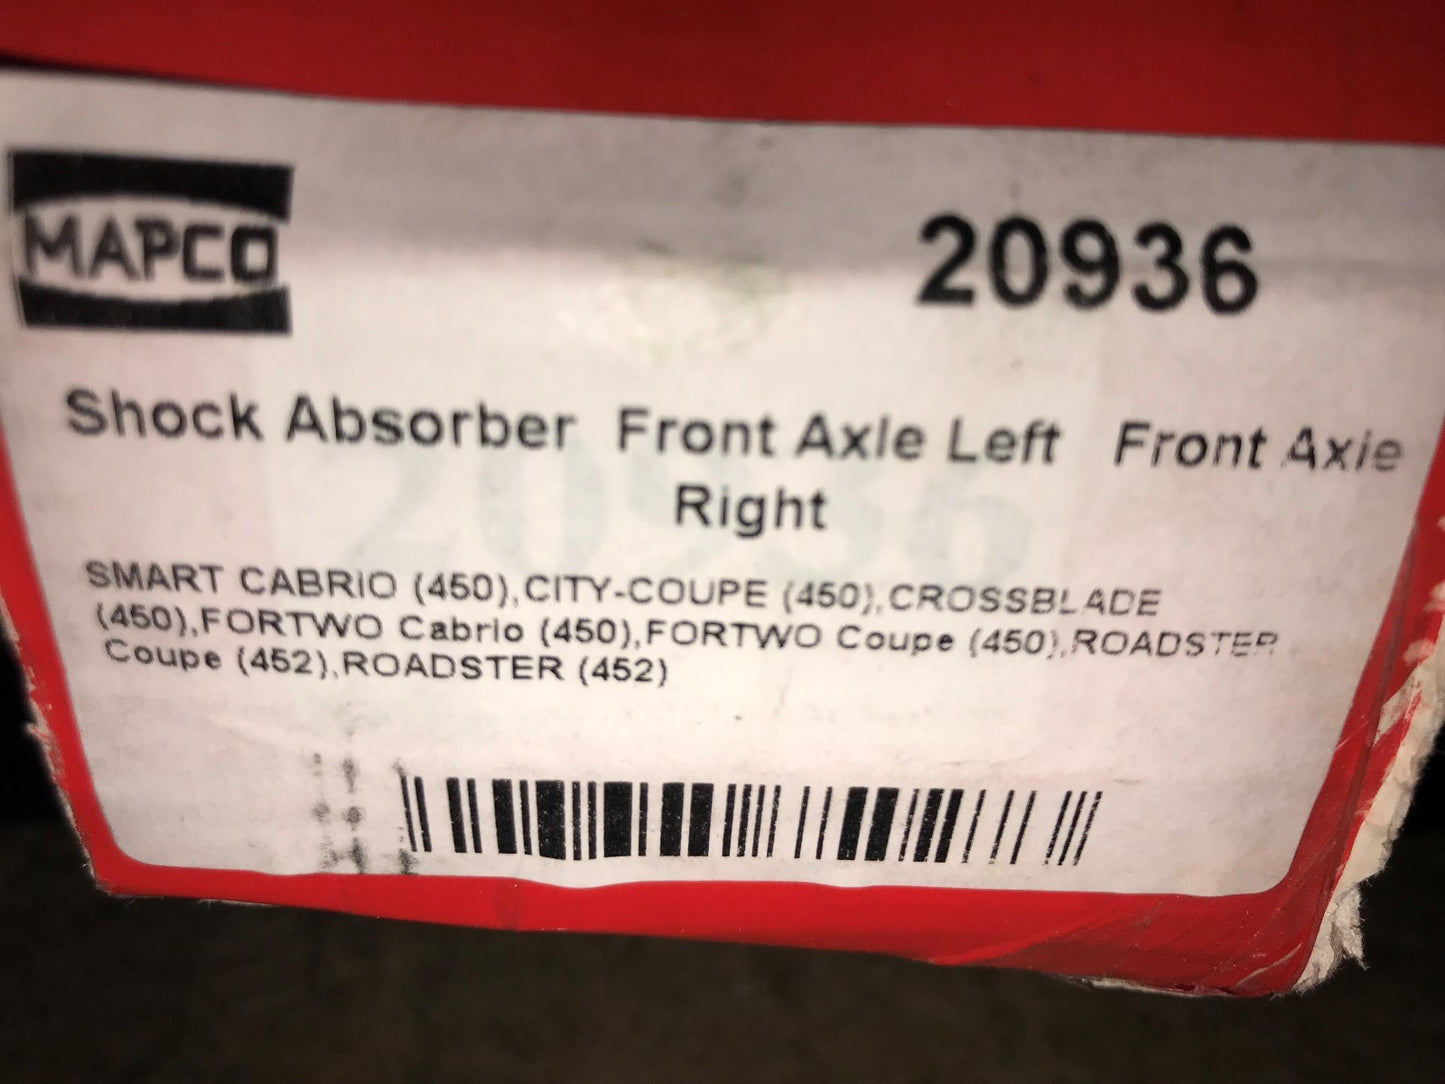 MAPCO
20936
Shock Absorber Front Axle Left Front Axle
Right
SMART CABRIO (450),CITY-COUPE (450),CROSSBLADE
(450),FORTWO Cabrio (450),FORTWO Coupe (450),ROADSTER
Coupe (452),ROADSTER (452)
20936